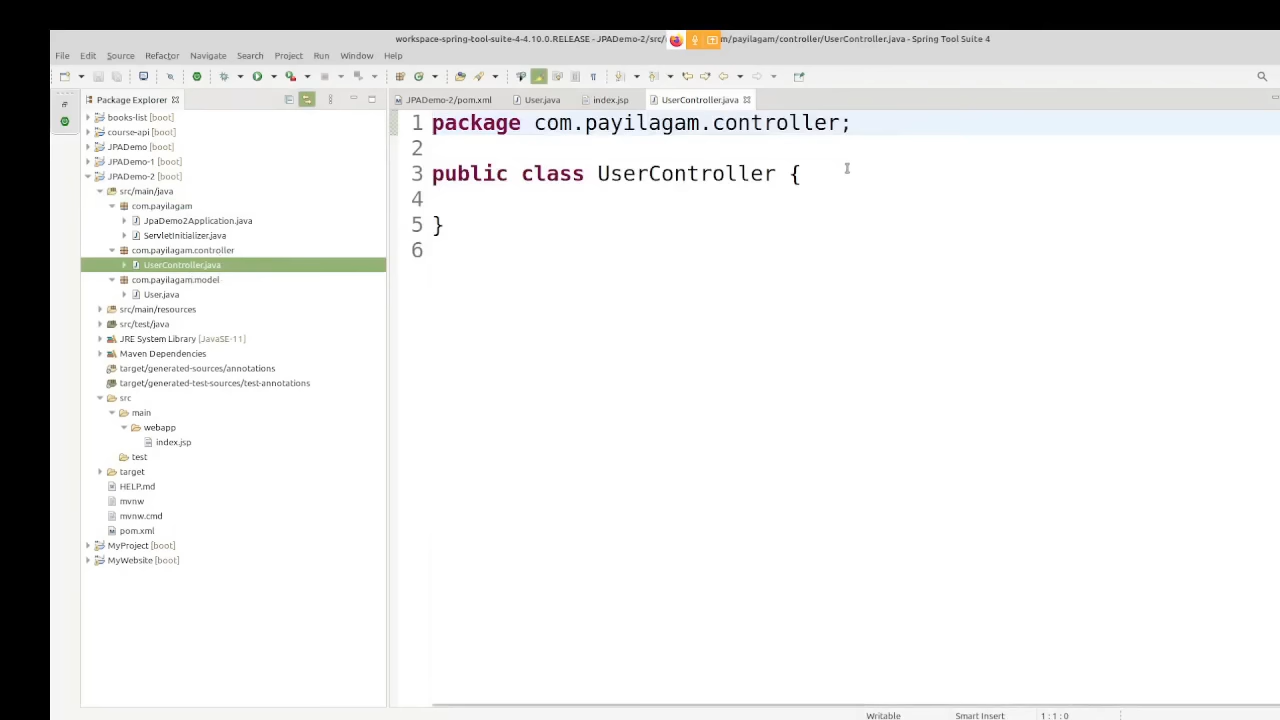 workspace-spring-tool-suite-4-4.10.0.RELEASE - JPADemo-2/src/ m/payilagam/controller/UserController.java - Spring Tool Suite 4
File Edit Source Refactor Navigate Search Project Run Window Help
Package Explorer
JPADemo-2/pom.xml User.java index.jsp UserController.java
books-list [boot]
course-api [boot]
JPADemo [boot]
JPADemo-1 [boot]
JPADemo-2 [boot]
src/main/java
com.payilagam
JpaDemo2Application.java
ServletInitializer.java
com.payilagam.controller
UserController.java
com.payilagam.model
User.java
src/main/resources
src/test/java
JRE System Library [JavaSE-11]
Maven Dependencies
target/generated-sources/annotations
target/generated-test-sources/test-annotations
src
main
webapp
index.jsp
test
target
HELP.md
mvnw
mvnw.cmd
pom.xml
MyProject [boot]
MyWebsite [boot]
1 package com.payilagam.controller;
2
3 public class UserController {
4
5 }
6
Writable Smart Insert 1 : 1 : 0